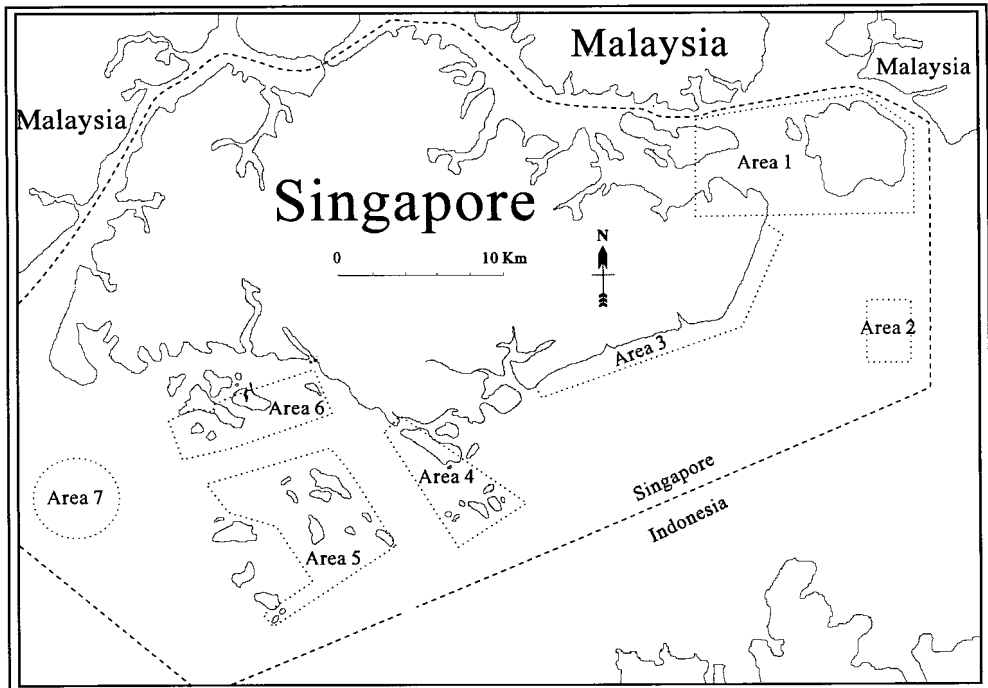 Malaysia
Malaysia
Malaysia
Area 1
Singapore
N
0 10 Km
Area 2
Area 3
Area 6
Area 4
Singapore
Area 7
Indonesia
Area 5